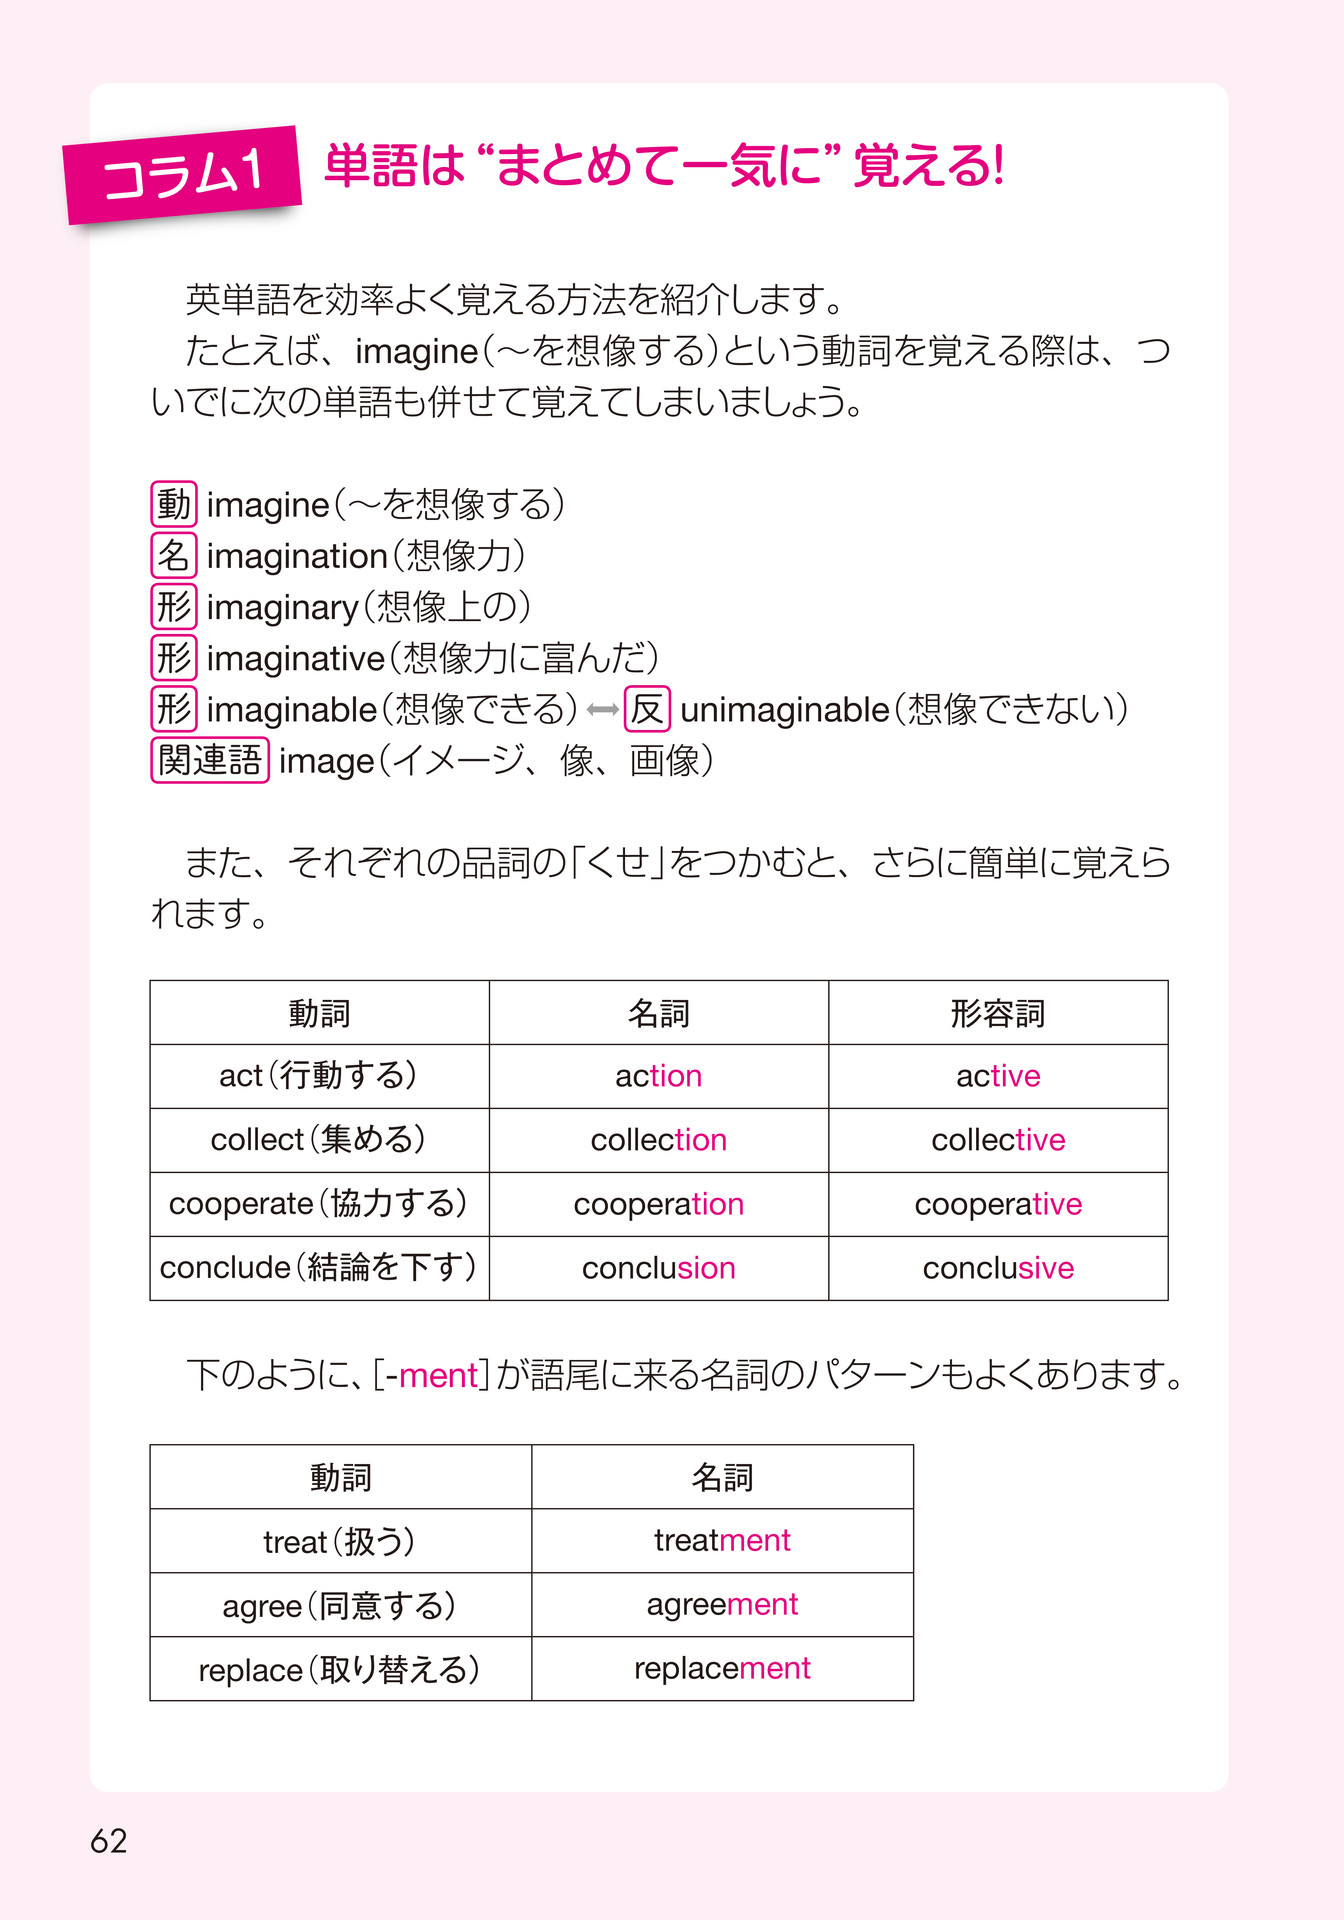 コラム1 単語は“まとめて一気に”覚える!
英単語を効率よく覚える方法を紹介します。
たとえば、imagine(〜を想像する)という動詞を覚える際は、つ
いでに次の単語も併せて覚えてしまいましょう。
動 imagine(〜を想像する)
名 imagination(想像力)
形 imaginary(想像上の)
形 imaginative(想像力に富んだ)
形 imaginable(想像できる)↔反 unimaginable(想像できない)
関連語 image(イメージ、像、画像)
また、それぞれの品詞の「くせ」をつかむと、さらに簡単に覚えら
れます。
動詞 名詞 形容詞
act(行動する) action active
collect(集める) collection collective
cooperate(協力する) cooperation cooperative
conclude(結論を下す) conclusion conclusive
下のように、[-ment]が語尾に来る名詞のパターンもよくあります。
動詞 名詞
treat(扱う) treatment
agree(同意する) agreement
replace(取り替える) replacement
62